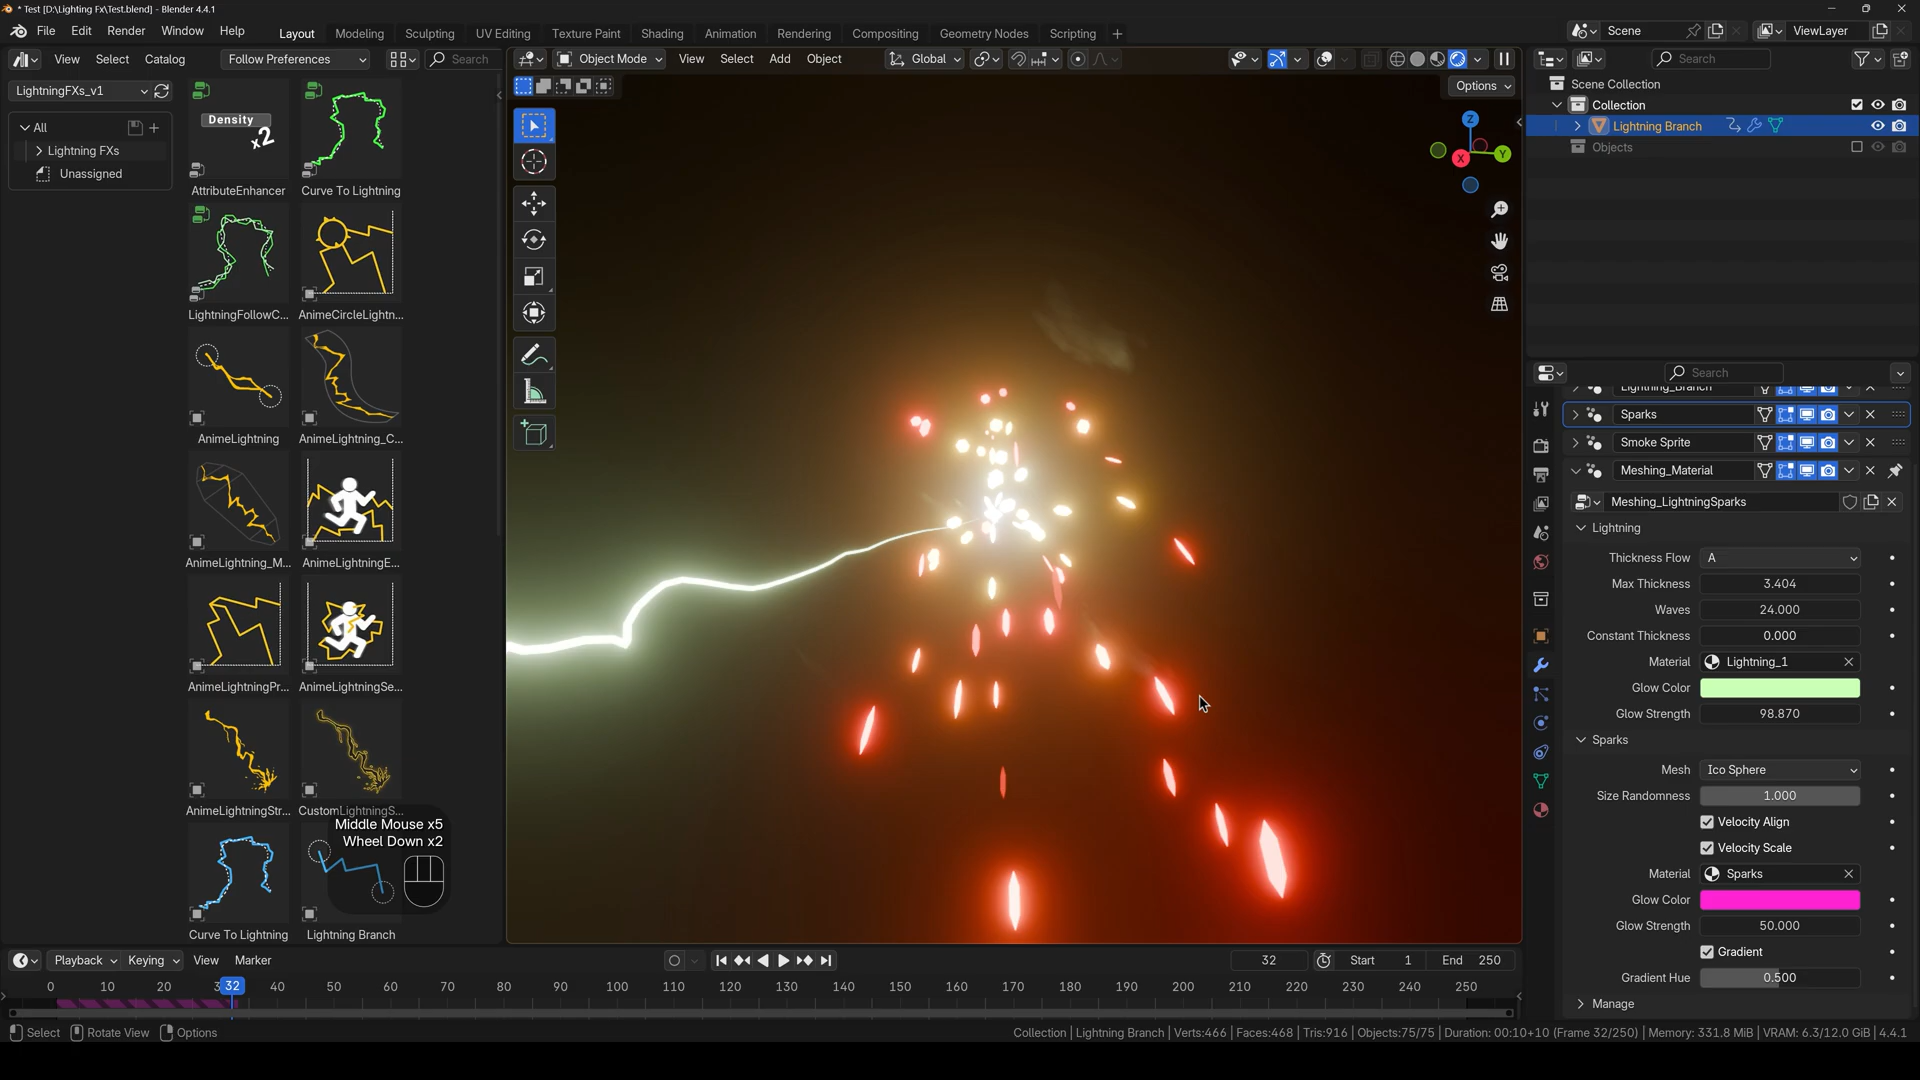 * Test [D:\Lighting Fx\Test.blend] - Blender 4.4.1
File Edit Render Window Help
Layout Modeling Sculpting UV Editing Texture Paint Shading Animation Rendering Compositing Geometry Nodes Scripting +
Scene
ViewLayer
View Select Catalog
Follow Preferences
Search
Object Mode
View Select Add Object
Global
Options
LightningFXs_v1
All
Lightning FXs
Unassigned
Density
x2
AttributeEnhancer
Curve To Lightning
LightningFollowC...
AnimeCircleLightn...
AnimeLightning
AnimeLightning_C...
AnimeLightning_M...
AnimeLightningE...
AnimeLightningPr...
AnimeLightningSe...
AnimeLightningStr...
CustomLightningS...
Curve To Lightning
Lightning Branch
Middle Mouse x5
Wheel Down x2
Z
Y
X
Search
Scene Collection
Collection
Lightning Branch
Objects
Search
Lightning_Branch
Sparks
Smoke Sprite
Meshing_Material
Meshing_LightningSparks
Lightning
Thickness Flow A
Max Thickness 3.404
Waves 24.000
Constant Thickness 0.000
Material Lightning_1
Glow Color
Glow Strength 98.870
Sparks
Mesh Ico Sphere
Size Randomness 1.000
Velocity Align
Velocity Scale
Material Sparks
Glow Color
Glow Strength 50.000
Gradient
Gradient Hue 0.500
Manage
Playback Keying View Marker
32
Start 1
End 250
0 10 20 3 32 40 50 60 70 80 90 100 110 120 130 140 150 160 170 180 190 200 210 220 230 240 250
Select Rotate View Options
Collection | Lightning Branch | Verts:466 | Faces:468 | Tris:916 | Objects:75/75 | Duration: 00:10+10 (Frame 32/250) | Memory: 331.8 MiB | VRAM: 6.3/12.0 GiB | 4.4.1